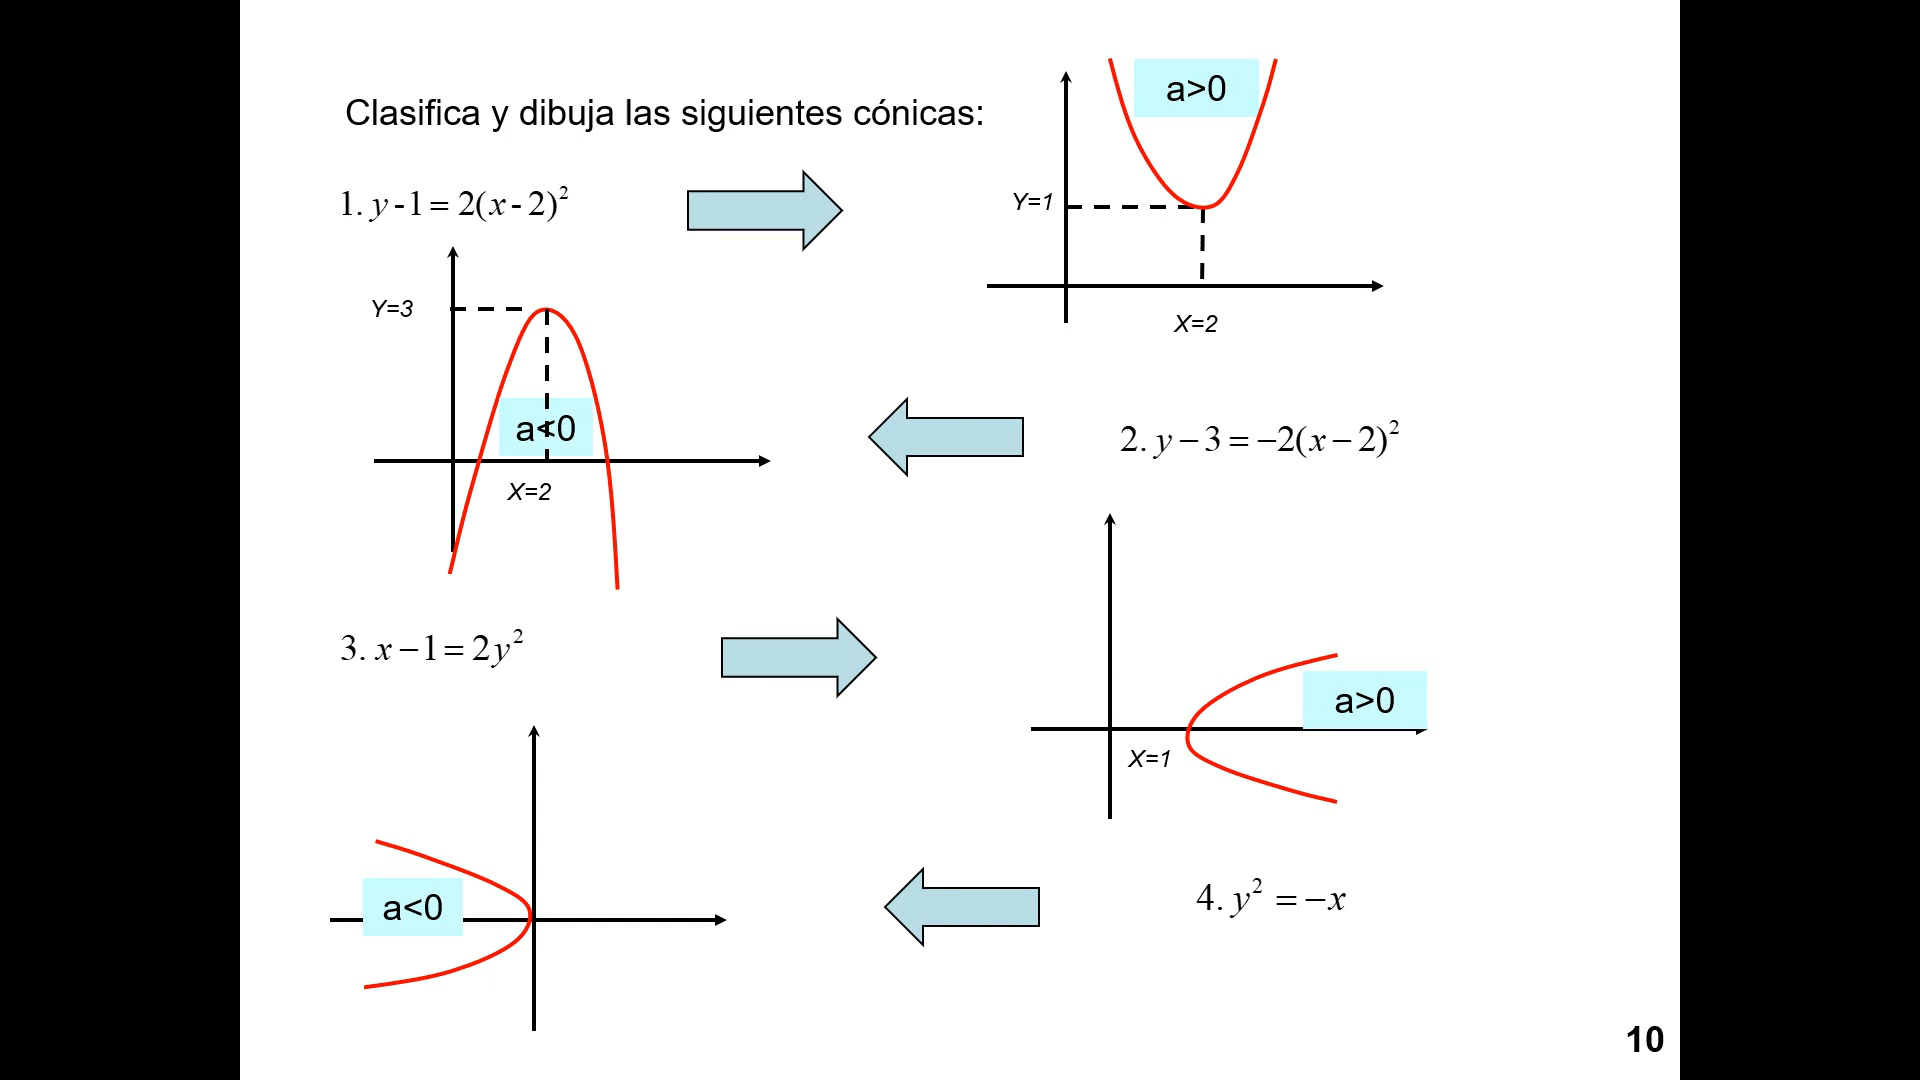 Clasifica y dibuja las siguientes cónicas:
a>0
1. y-1 = 2(x-2)²
Y=1
X=2
Y=3
a<0
X=2
2. y−3 = −2(x−2)²
3. x−1 = 2y²
a>0
X=1
a<0
4. y² = −x
10